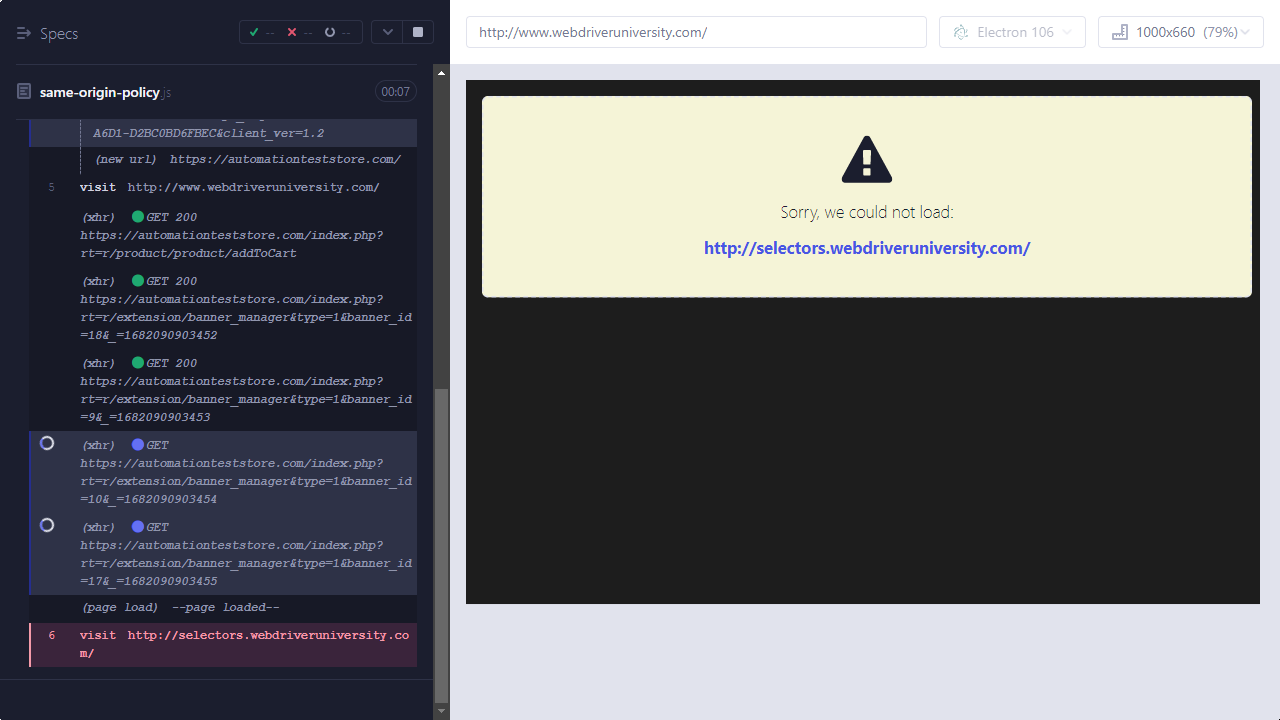 Specs
-- -- --
http://www.webdriveruniversity.com/
Electron 106
1000x660 (79%)
same-origin-policy.js
00:07
A6D1-D2BC0BD6FBEC&client_ver=1.2
(new url) https://automationteststore.com/
5 visit http://www.webdriveruniversity.com/
(xhr) GET 200
https://automationteststore.com/index.php?
rt=r/product/product/addToCart
(xhr) GET 200
https://automationteststore.com/index.php?
rt=r/extension/banner_manager&type=1&banner_id
=18&_=1682090903452
(xhr) GET 200
https://automationteststore.com/index.php?
rt=r/extension/banner_manager&type=1&banner_id
=9&_=1682090903453
(xhr) GET
https://automationteststore.com/index.php?
rt=r/extension/banner_manager&type=1&banner_id
=10&_=1682090903454
(xhr) GET
https://automationteststore.com/index.php?
rt=r/extension/banner_manager&type=1&banner_id
=17&_=1682090903455
(page load) --page loaded--
6 visit http://selectors.webdriveruniversity.co
m/
Sorry, we could not load:
http://selectors.webdriveruniversity.com/